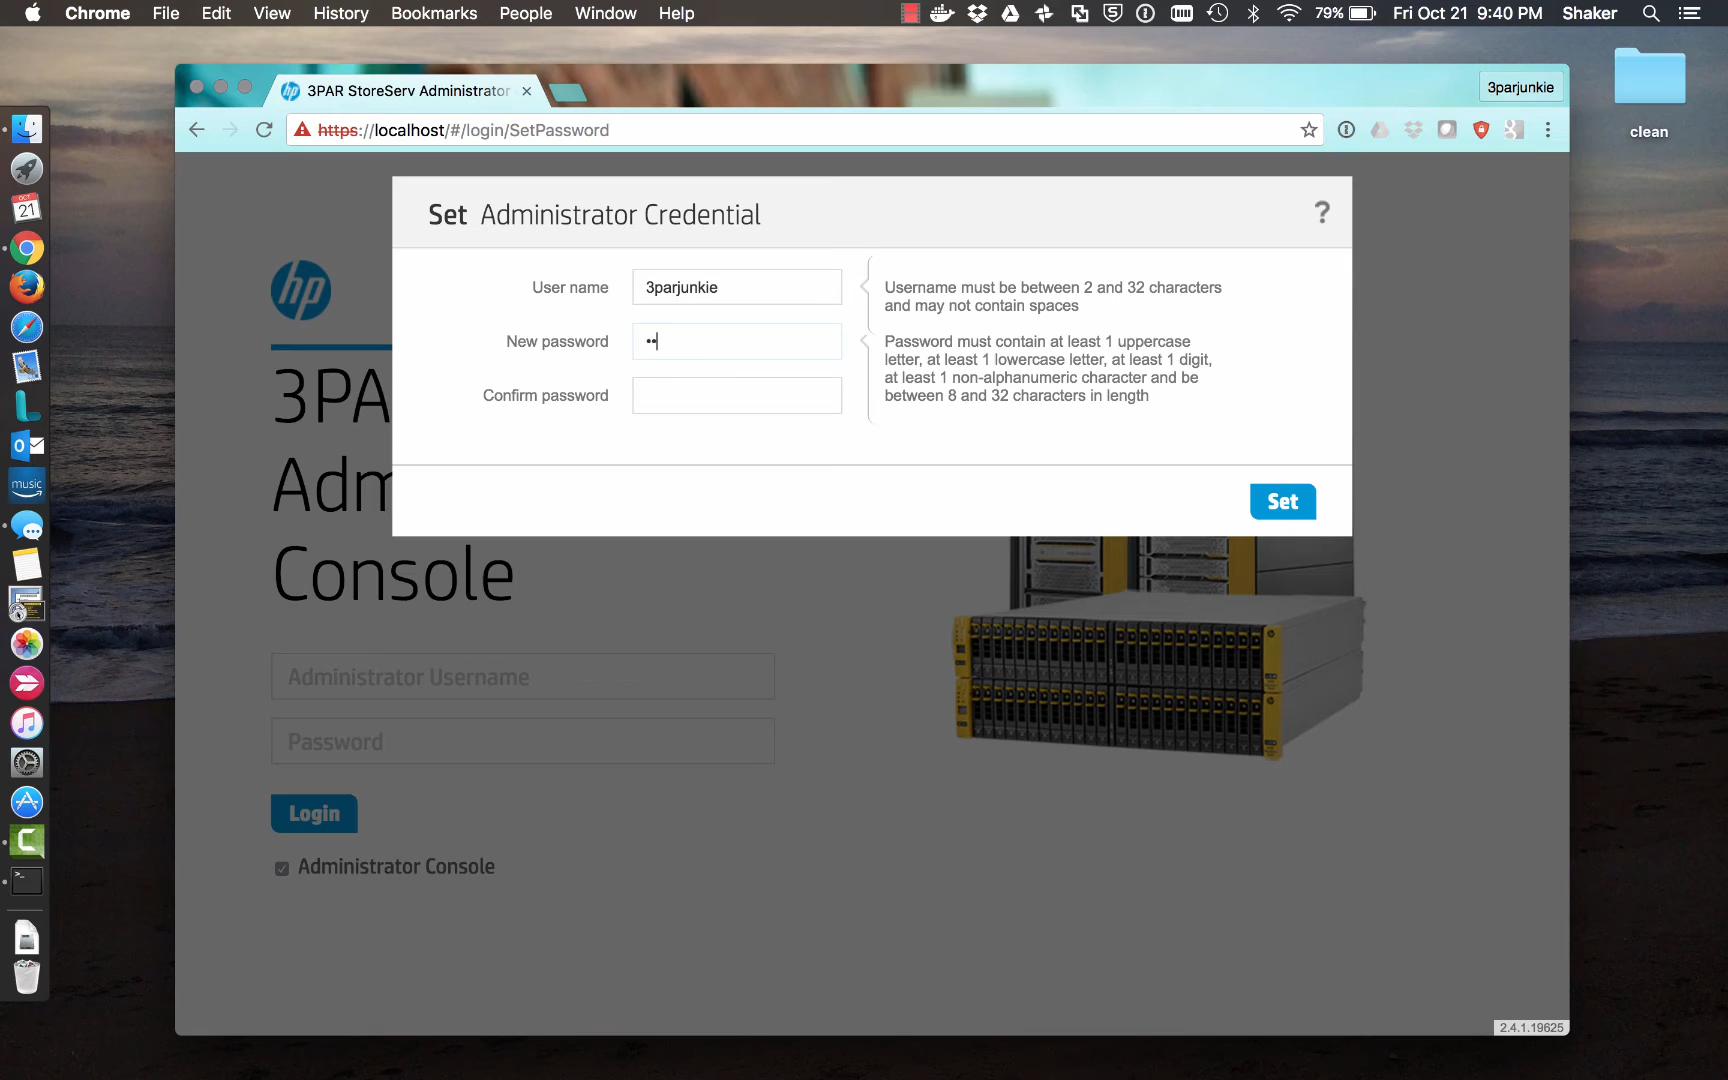 Chrome File Edit View History Bookmarks People Window Help 79% Fri Oct 21 9:40 PM Shaker
3PAR StoreServ Administrator
3parjunkie
https://localhost/#/login/SetPassword
clean
Set Administrator Credential
?
User name
3parjunkie
Username must be between 2 and 32 characters
and may not contain spaces
New password
••
Password must contain at least 1 uppercase
letter, at least 1 lowercase letter, at least 1 digit,
at least 1 non-alphanumeric character and be
between 8 and 32 characters in length
Confirm password
Set
hp
3PA
Adm
Console
Administrator Username
Password
Login
Administrator Console
OCT
21
music
2.4.1.19625